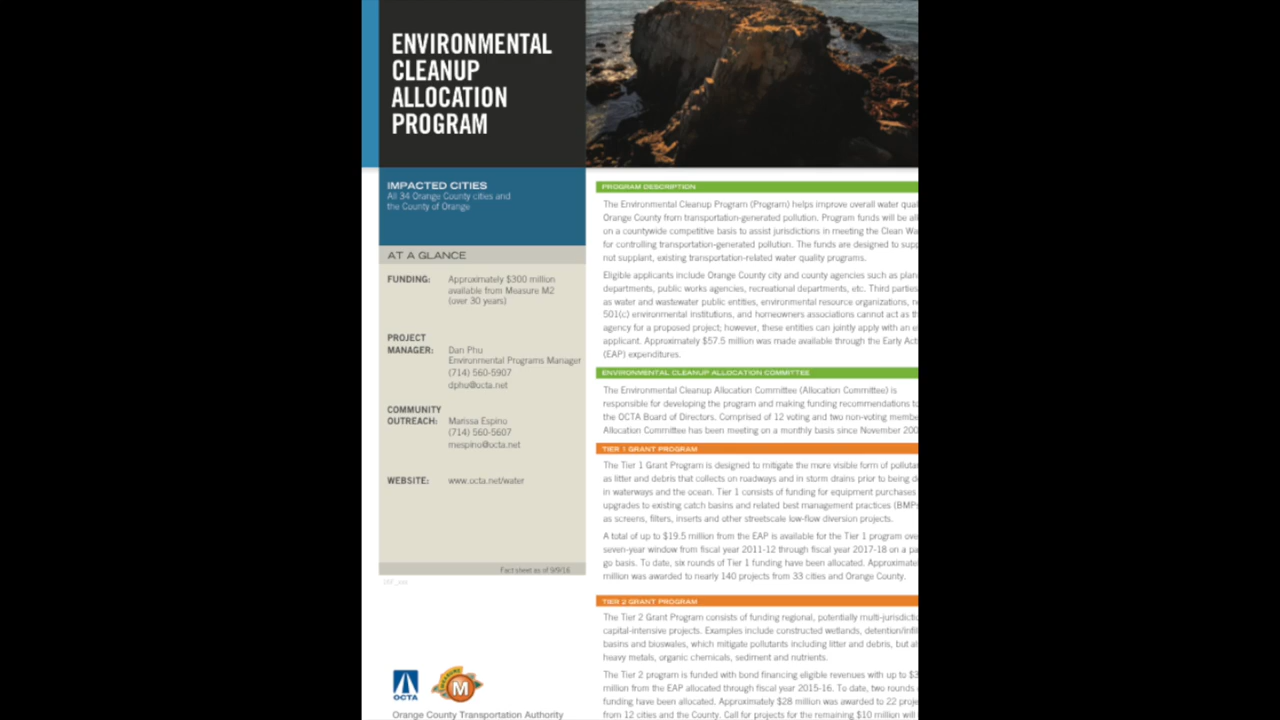 ENVIRONMENTAL
CLEANUP
ALLOCATION
PROGRAM
IMPACTED CITIES
All 34 Orange County cities and
the County of Orange
AT A GLANCE
FUNDING: Approximately $300 million
available from Measure M2
(over 30 years)
PROJECT
MANAGER: Dan Phu
Environmental Programs Manager
(714) 560-5907
dphu@octa.net
COMMUNITY
OUTREACH: Marissa Espino
(714) 560-5607
mespino@octa.net
WEBSITE: www.octa.net/water
Fact sheet as of 9/9/16
OCTA
M
Orange County Transportation Authority
PROGRAM DESCRIPTION
The Environmental Cleanup Program (Program) helps improve overall water qual
Orange County from transportation-generated pollution. Program funds will be al
on a countywide competitive basis to assist jurisdictions in meeting the Clean Wa
for controlling transportation-generated pollution. The funds are designed to supp
not supplant, existing transportation-related water quality programs.
Eligible applicants include Orange County city and county agencies such as plan
departments, public works agencies, recreational departments, etc. Third parties
as water and wastewater public entities, environmental resource organizations, n
501(c) environmental institutions, and homeowners associations cannot act as th
agency for a proposed project; however, these entities can jointly apply with an e
applicant. Approximately $57.5 million was made available through the Early Act
(EAP) expenditures.
ENVIRONMENTAL CLEANUP ALLOCATION COMMITTEE
The Environmental Cleanup Allocation Committee (Allocation Committee) is
responsible for developing the program and making funding recommendations to
the OCTA Board of Directors. Comprised of 12 voting and two non-voting membe
Allocation Committee has been meeting on a monthly basis since November 200
TIER 1 GRANT PROGRAM
The Tier 1 Grant Program is designed to mitigate the more visible form of pollutan
as litter and debris that collects on roadways and in storm drains prior to being d
in waterways and the ocean. Tier 1 consists of funding for equipment purchases
upgrades to existing catch basins and related best management practices (BMPs
as screens, filters, inserts and other streetscale low-flow diversion projects.
A total of up to $19.5 million from the EAP is available for the Tier 1 program ove
seven-year window from fiscal year 2011-12 through fiscal year 2017-18 on a pa
go basis. To date, six rounds of Tier 1 funding have been allocated. Approximate
million was awarded to nearly 140 projects from 33 cities and Orange County.
TIER 2 GRANT PROGRAM
The Tier 2 Grant Program consists of funding regional, potentially multi-jurisdictio
capital-intensive projects. Examples include constructed wetlands, detention/infil
basins and bioswales, which mitigate pollutants including litter and debris, but al
heavy metals, organic chemicals, sediment and nutrients.
The Tier 2 program is funded with bond financing eligible revenues with up to $3
million from the EAP allocated through fiscal year 2015-16. To date, two rounds
funding have been allocated. Approximately $28 million was awarded to 22 proje
from 12 cities and the County. Call for projects for the remaining $10 million will